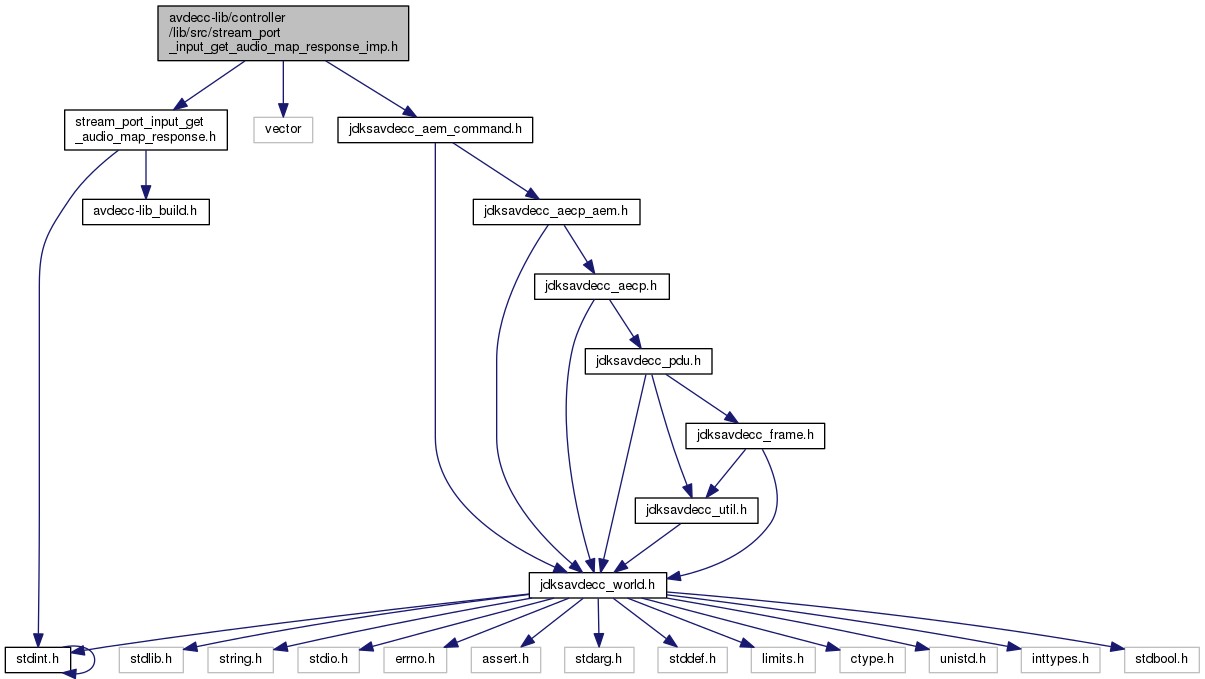 avdecc-lib/controller
/lib/src/stream_port
_input_get_audio_map_response_imp.h
stream_port_input_get
_audio_map_response.h
vector
jdksavdecc_aem_command.h
avdecc-lib_build.h
jdksavdecc_aecp_aem.h
jdksavdecc_aecp.h
jdksavdecc_pdu.h
jdksavdecc_frame.h
jdksavdecc_util.h
jdksavdecc_world.h
stdint.h
stdlib.h
string.h
stdio.h
errno.h
assert.h
stdarg.h
stddef.h
limits.h
ctype.h
unistd.h
inttypes.h
stdbool.h